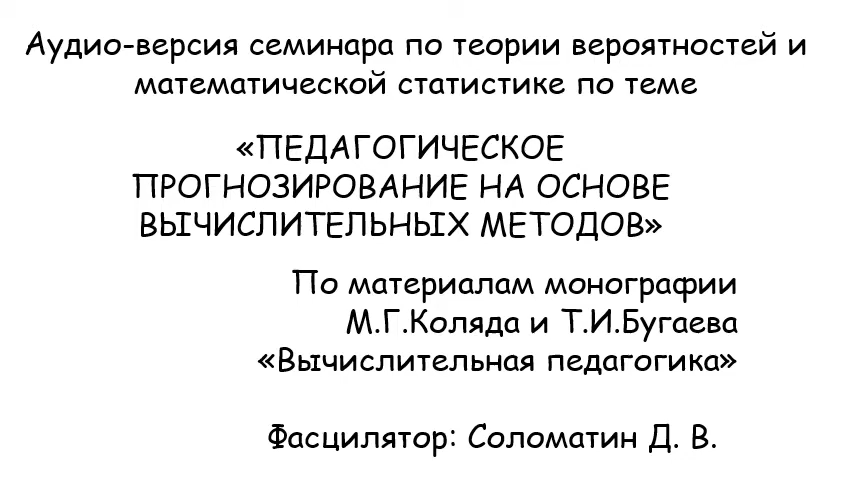 Аудио-версия семинара по теории вероятностей и
математической статистике по теме
«ПЕДАГОГИЧЕСКОЕ
ПРОГНОЗИРОВАНИЕ НА ОСНОВЕ
ВЫЧИСЛИТЕЛЬНЫХ МЕТОДОВ»
По материалам монографии
М.Г.Коляда и Т.И.Бугаева
«Вычислительная педагогика»
Фасцилятор: Соломатин Д. В.